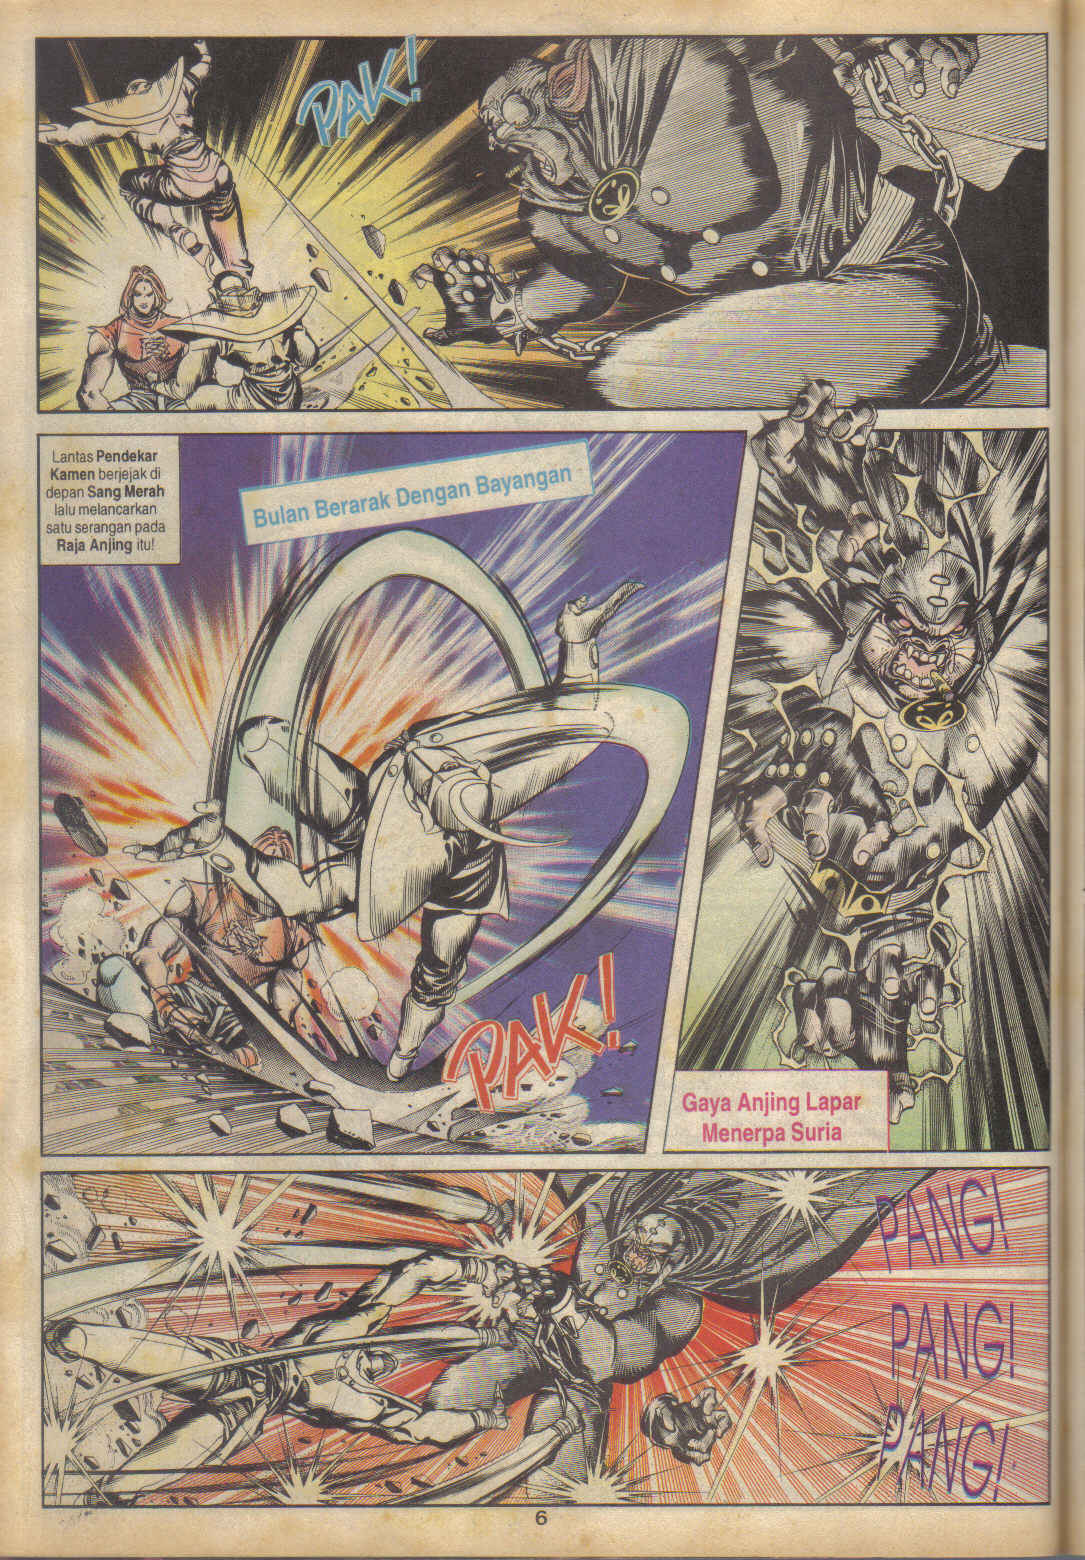 PAK!
Lantas Pendekar
Kamen berjejak di
depan Sang Merah
lalu melancarkan
satu serangan pada
Raja Anjing itu!
Bulan Berarak Dengan Bayangan
PAK!
Gaya Anjing Lapar
Menerpa Suria
PANG!
PANG!
PANG!
6